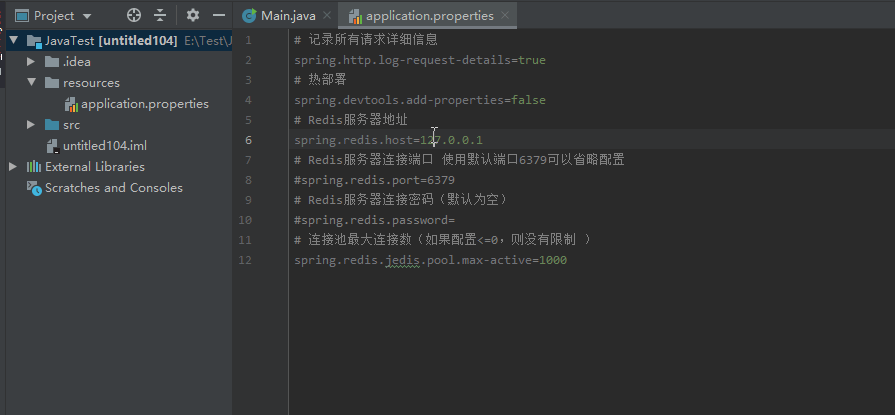 Project
Main.java
application.properties
JavaTest [untitled104] E:\Test\J
.idea
resources
application.properties
src
untitled104.iml
External Libraries
Scratches and Consoles
1 # 记录所有请求详细信息
2 spring.http.log-request-details=true
3 # 热部署
4 spring.devtools.add-properties=false
5 # Redis服务器地址
6 spring.redis.host=127.0.0.1
7 # Redis服务器连接端口 使用默认端口6379可以省略配置
8 #spring.redis.port=6379
9 # Redis服务器连接密码（默认为空）
10 #spring.redis.password=
11 # 连接池最大连接数（如果配置<=0，则没有限制 ）
12 spring.redis.jedis.pool.max-active=1000